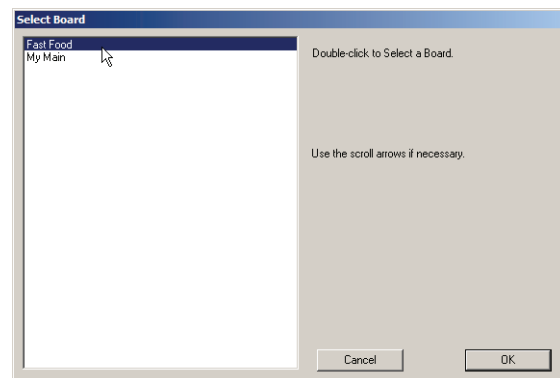 Select Board
Fast Food
My Main
Double-click to Select a Board.
Use the scroll arrows if necessary.
Cancel
OK